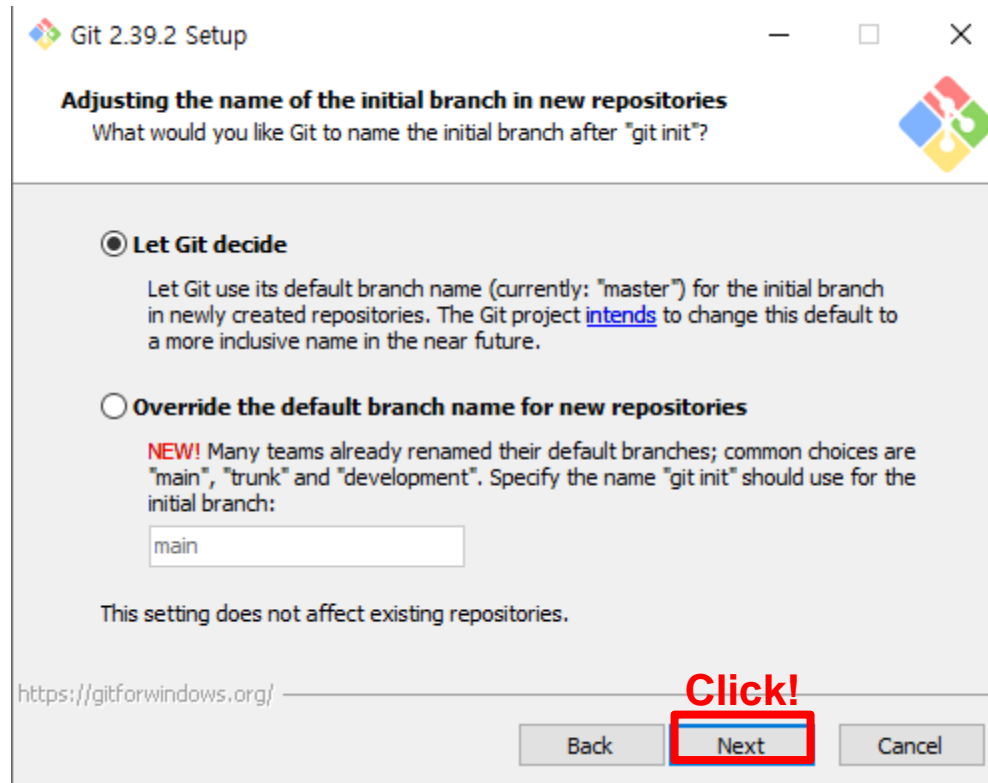 Git 2.39.2 Setup
Adjusting the name of the initial branch in new repositories
What would you like Git to name the initial branch after "git init"?
Let Git decide
Let Git use its default branch name (currently: "master") for the initial branch
in newly created repositories. The Git project intends to change this default to
a more inclusive name in the near future.
Override the default branch name for new repositories
NEW! Many teams already renamed their default branches; common choices are
"main", "trunk" and "development". Specify the name "git init" should use for the
initial branch:
main
This setting does not affect existing repositories.
https://gitforwindows.org/
Click!
Back
Next
Cancel